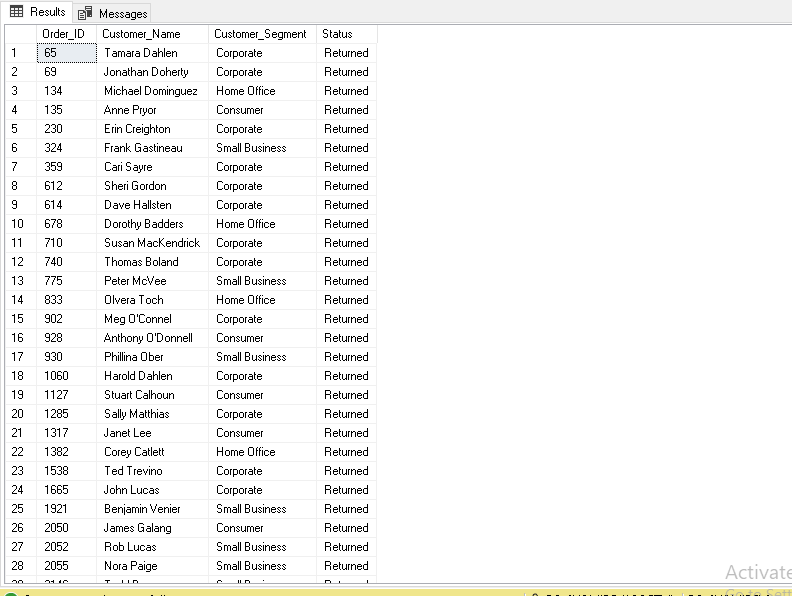 Results Messages
Order_ID Customer_Name Customer_Segment Status
1 65 Tamara Dahlen Corporate Returned
2 69 Jonathan Doherty Corporate Returned
3 134 Michael Dominguez Home Office Returned
4 135 Anne Pryor Consumer Returned
5 230 Erin Creighton Corporate Returned
6 324 Frank Gastineau Small Business Returned
7 359 Cari Sayre Corporate Returned
8 612 Sheri Gordon Corporate Returned
9 614 Dave Hallsten Corporate Returned
10 678 Dorothy Badders Home Office Returned
11 710 Susan MacKendrick Corporate Returned
12 740 Thomas Boland Corporate Returned
13 775 Peter McVee Small Business Returned
14 833 Olvera Toch Home Office Returned
15 902 Meg O'Connel Corporate Returned
16 928 Anthony O'Donnell Consumer Returned
17 930 Phillina Ober Small Business Returned
18 1060 Harold Dahlen Corporate Returned
19 1127 Stuart Calhoun Consumer Returned
20 1285 Sally Matthias Corporate Returned
21 1317 Janet Lee Consumer Returned
22 1382 Corey Catlett Home Office Returned
23 1538 Ted Trevino Corporate Returned
24 1665 John Lucas Corporate Returned
25 1921 Benjamin Venier Small Business Returned
26 2050 James Galang Consumer Returned
27 2052 Rob Lucas Small Business Returned
28 2055 Nora Paige Small Business Returned
Activate